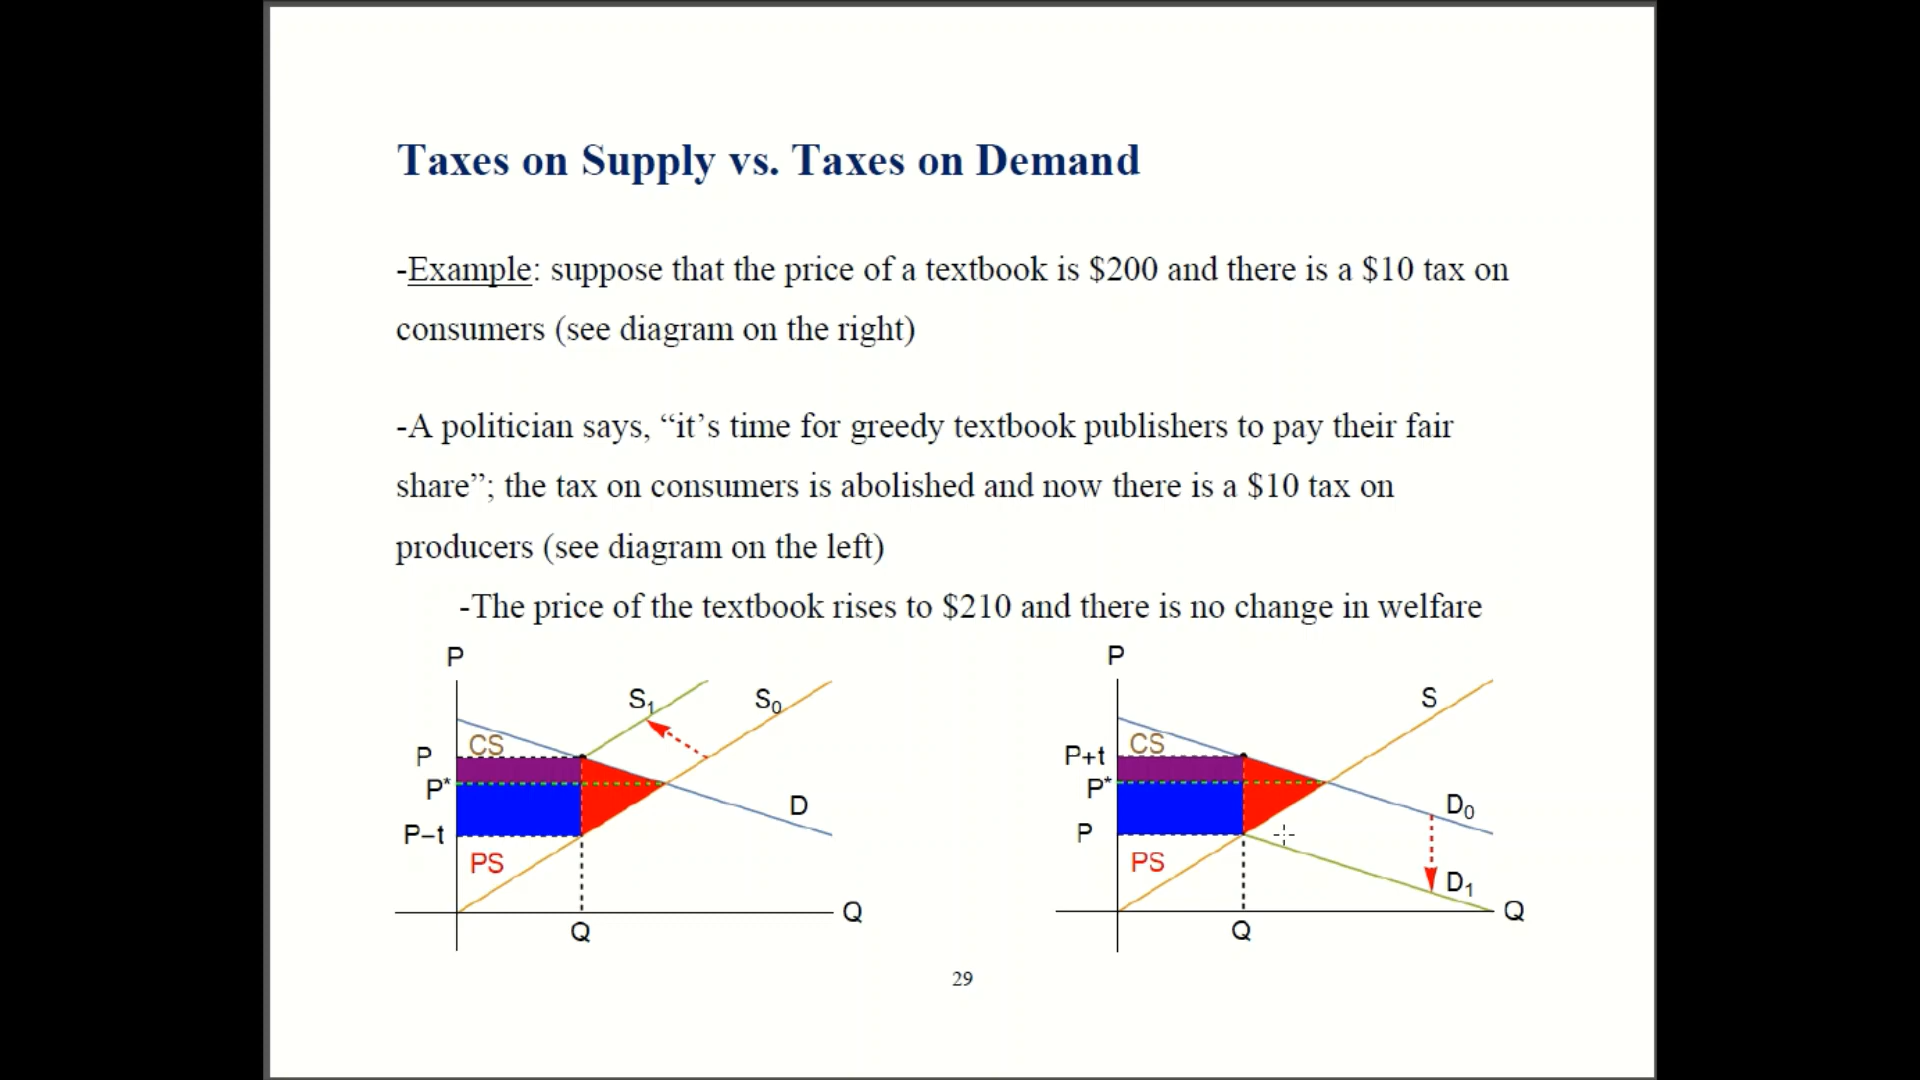 Taxes on Supply vs. Taxes on Demand
-Example: suppose that the price of a textbook is $200 and there is a $10 tax on
consumers (see diagram on the right)
-A politician says, “it’s time for greedy textbook publishers to pay their fair
share”; the tax on consumers is abolished and now there is a $10 tax on
producers (see diagram on the left)
-The price of the textbook rises to $210 and there is no change in welfare
P
S1
S0
CS
P
P*
P−t
D
PS
Q
Q
P
S
CS
P+t
P*
P
D0
D1
PS
Q
Q
29